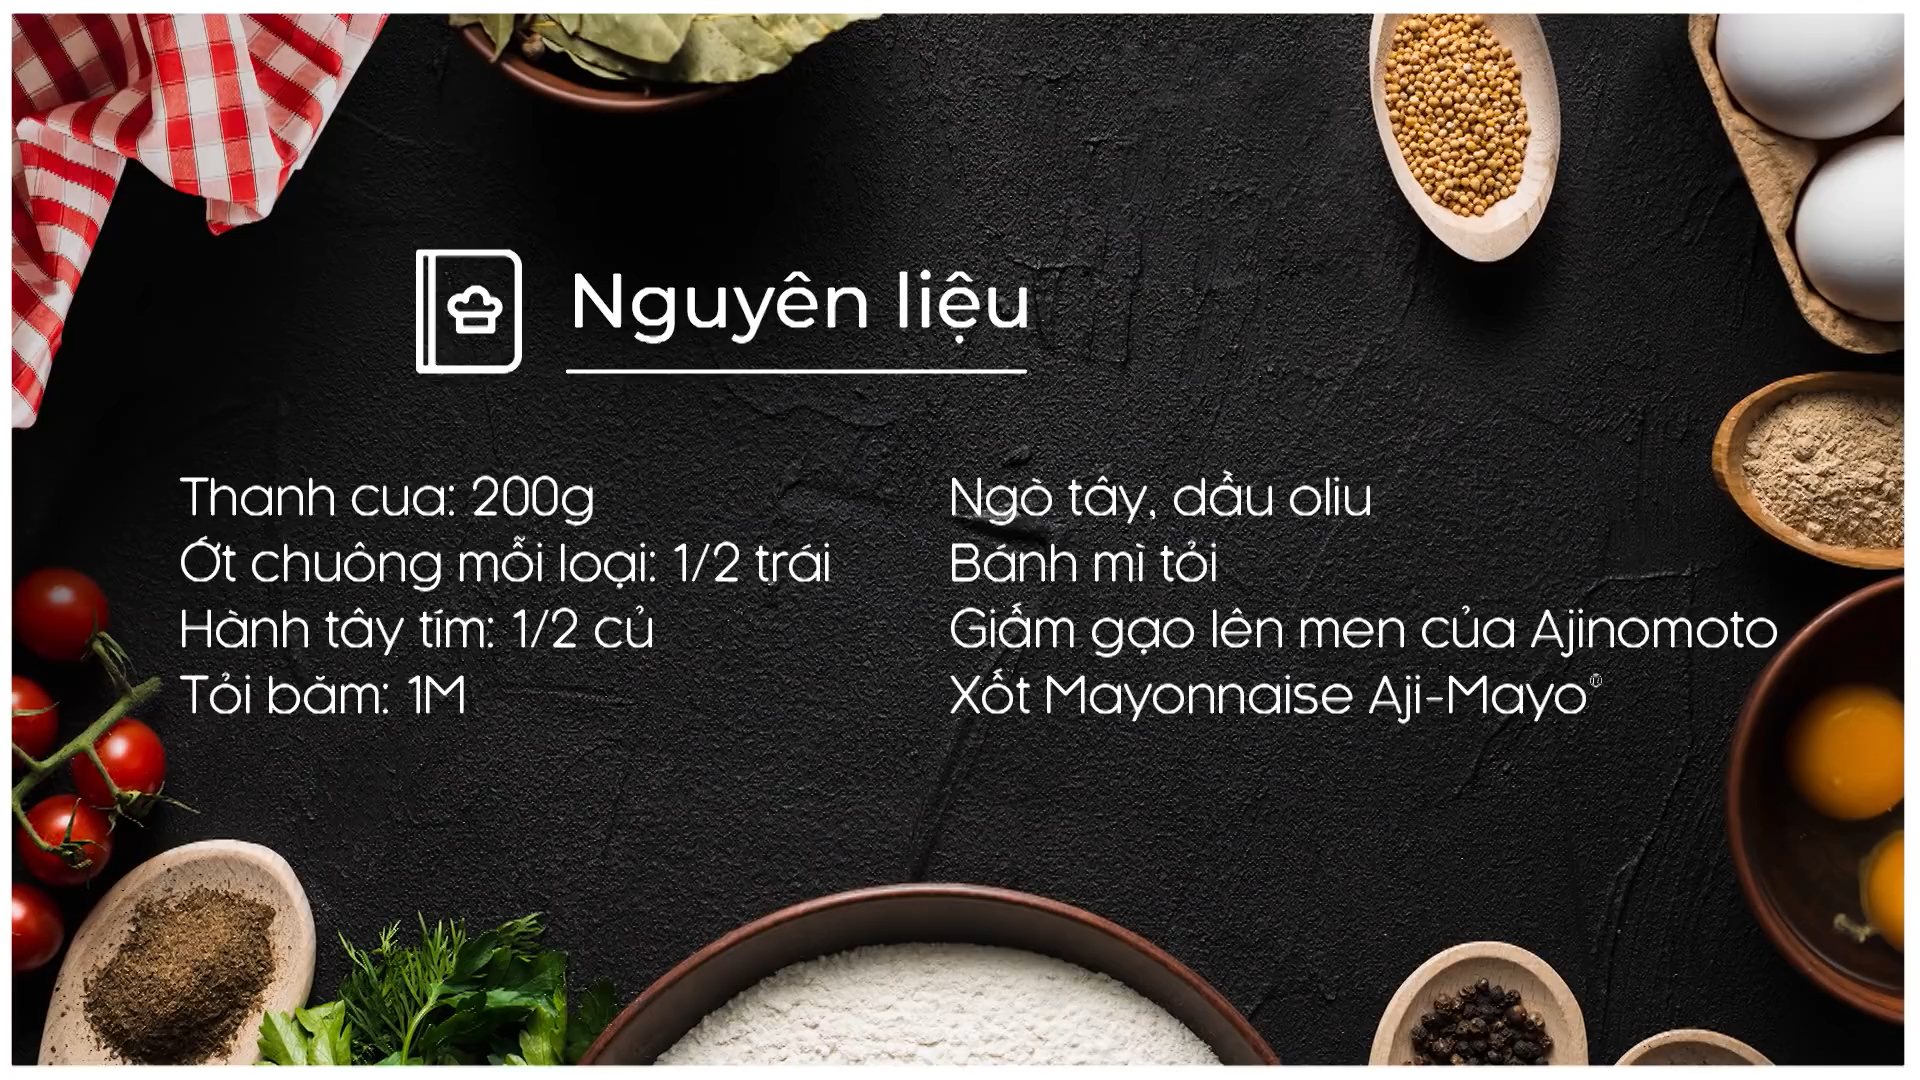 Nguyên liệu
Thanh cua: 200g
Ớt chuông mỗi loại: 1/2 trái
Hành tây tím: 1/2 củ
Tỏi băm: 1M
Ngò tây, dầu oliu
Bánh mì tỏi
Giấm gạo lên men của Ajinomoto
Xốt Mayonnaise Aji-Mayo®